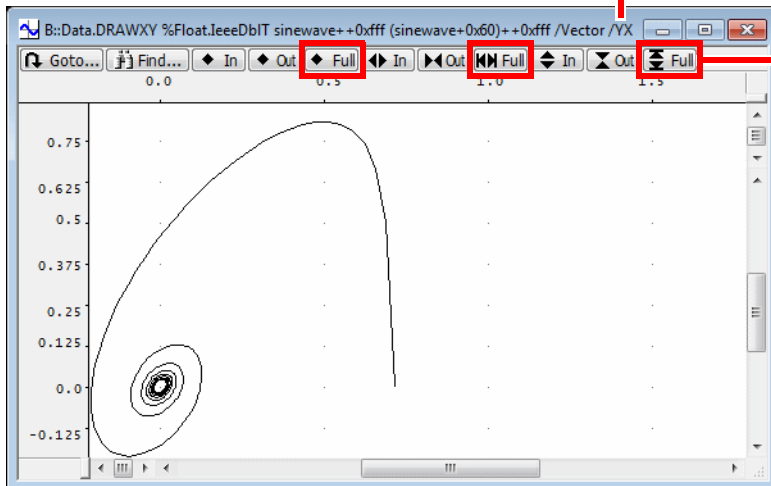 B::Data.DRAWXY %Float.IeeeDblT sinewave++0xfff (sinewave+0x60)++0xfff /Vector /YX
Goto... Find... In Out Full In Out Full In Out Full
0.0 0.5 1.0 1.5
0.75
0.625
0.5
0.375
0.25
0.125
0.0
-0.125